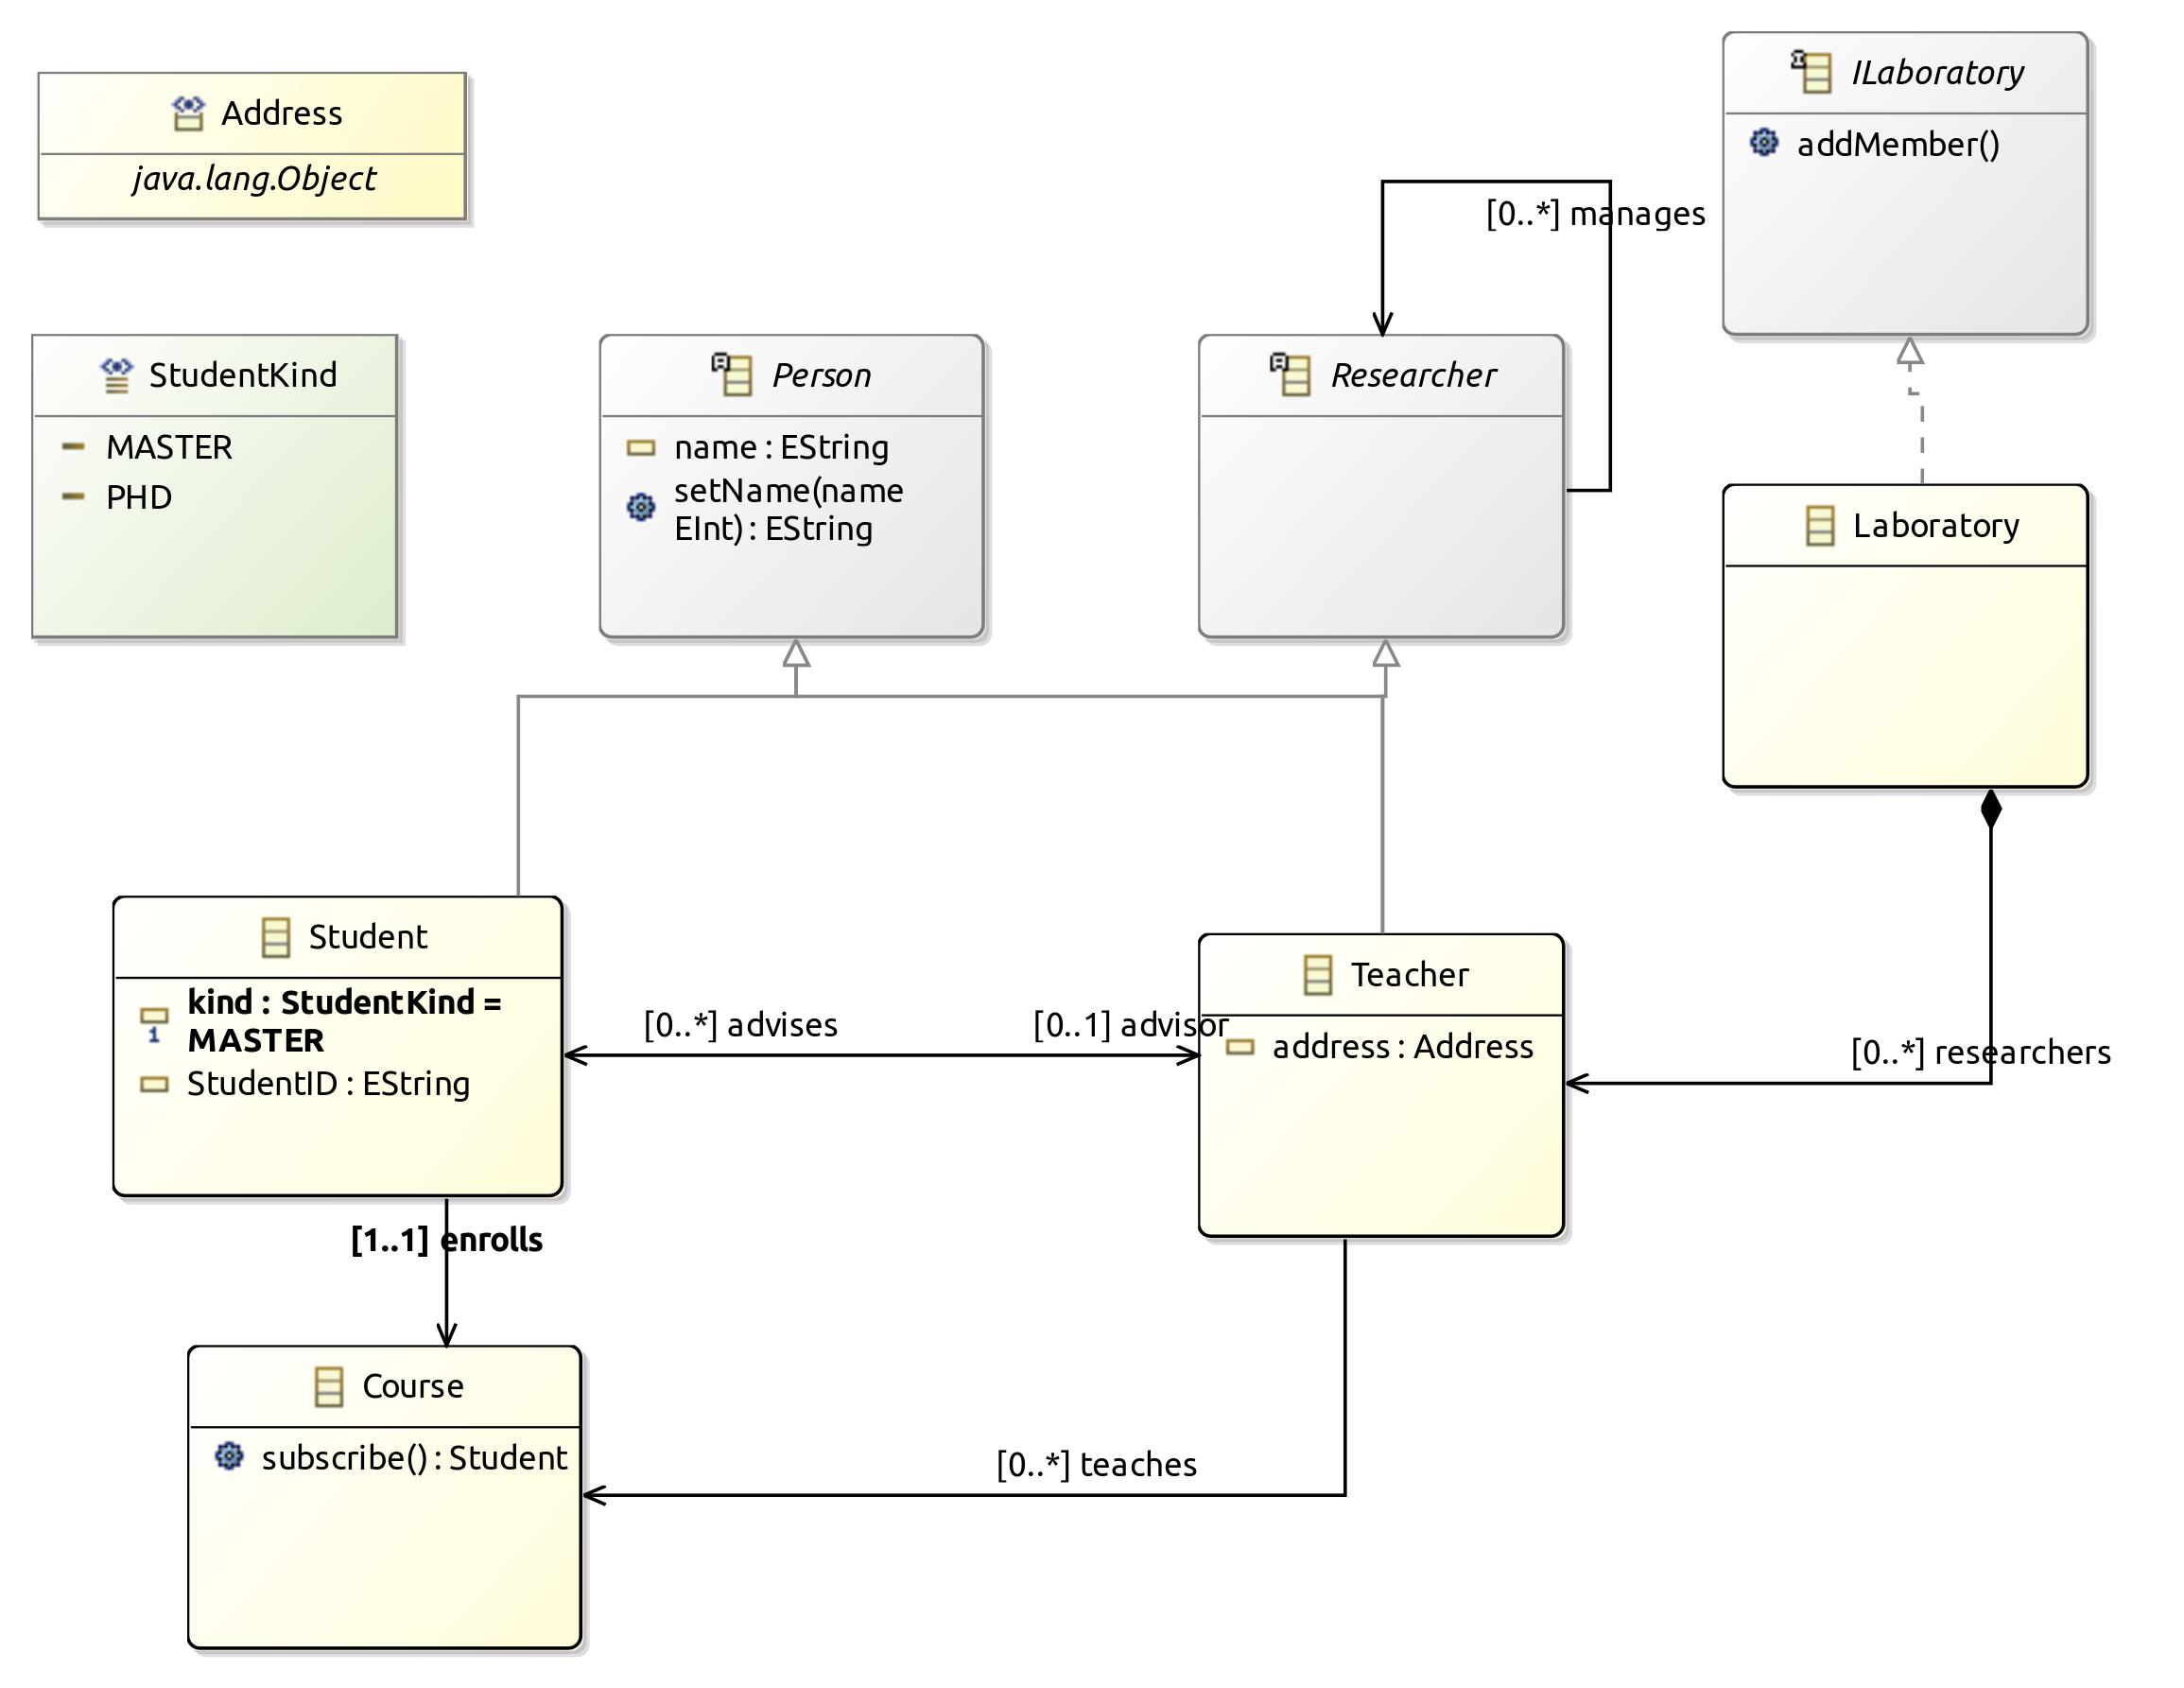 Address
java.lang.Object
StudentKind
MASTER
PHD
Person
name : EString
setName(name
EInt) : EString
Researcher
[0..*] manages
ILaboratory
addMember()
Laboratory
Student
kind : StudentKind =
MASTER
StudentID : EString
[0..*] advises
[0..1] advisor
Teacher
address : Address
[0..*] researchers
[1..1] enrolls
Course
subscribe() : Student
[0..*] teaches